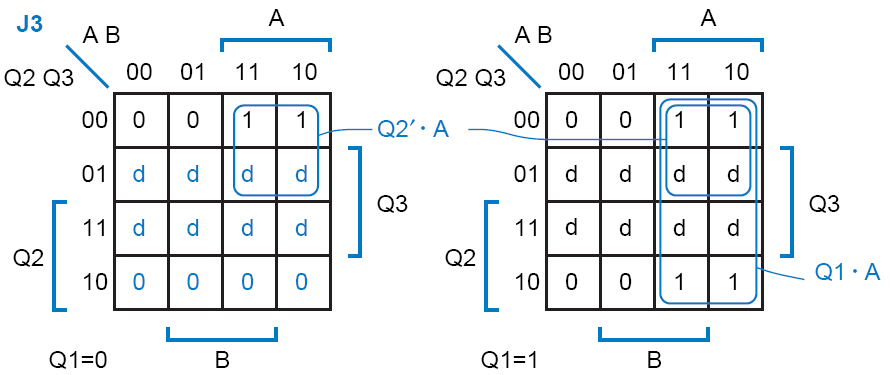 J3
A B
A
Q2 Q3
00 01 11 10
00 0 0 1 1
01 d d d d
11 d d d d
10 0 0 0 0
Q2
Q3
Q1=0
B
Q2′ · A
A B
A
Q2 Q3
00 01 11 10
00 0 0 1 1
01 d d d d
11 d d d d
10 0 0 1 1
Q2
Q3
Q1 · A
Q1=1
B